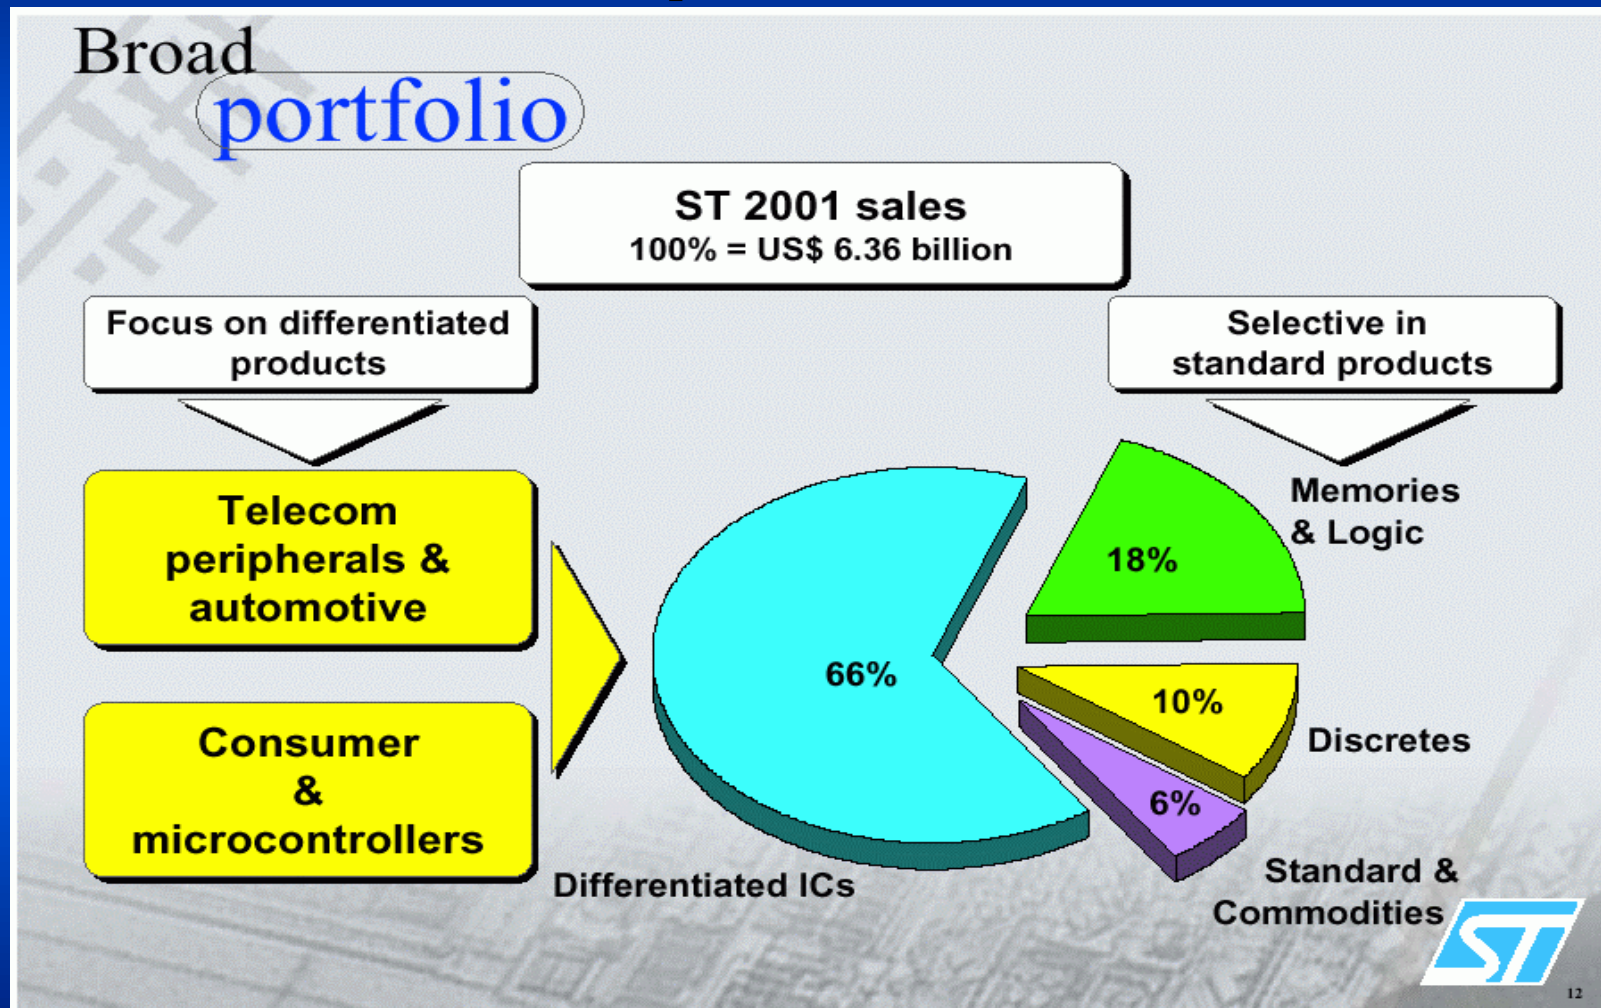 Broad
portfolio
ST 2001 sales
100% = US$ 6.36 billion
Focus on differentiated
products
Selective in
standard products
Telecom
peripherals &
automotive
Consumer
&
microcontrollers
66%
Differentiated ICs
18%
Memories
& Logic
10%
Discretes
6%
Standard &
Commodities
ST
12